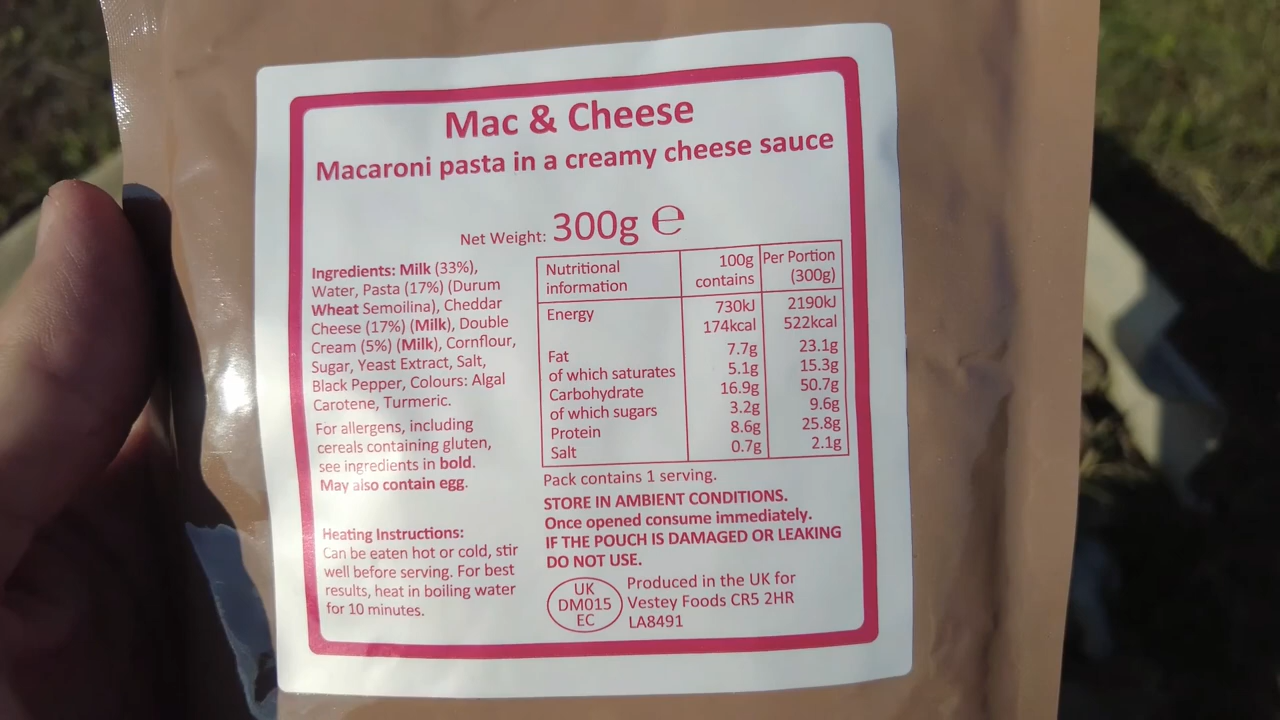 Mac & Cheese
Macaroni pasta in a creamy cheese sauce
Net Weight: 300g ℮
Ingredients: Milk (33%),
Water, Pasta (17%) (Durum
Wheat Semoilina), Cheddar
Cheese (17%) (Milk), Double
Cream (5%) (Milk), Cornflour,
Sugar, Yeast Extract, Salt,
Black Pepper, Colours: Algal
Carotene, Turmeric.
For allergens, including
cereals containing gluten,
see ingredients in bold.
May also contain egg.
Heating Instructions:
Can be eaten hot or cold, stir
well before serving. For best
results, heat in boiling water
for 10 minutes.
Nutritional information 100g contains Per Portion (300g)
Energy 730kJ 2190kJ
174kcal 522kcal
Fat 7.7g 23.1g
of which saturates 5.1g 15.3g
Carbohydrate 16.9g 50.7g
of which sugars 3.2g 9.6g
Protein 8.6g 25.8g
Salt 0.7g 2.1g
Pack contains 1 serving.
STORE IN AMBIENT CONDITIONS.
Once opened consume immediately.
IF THE POUCH IS DAMAGED OR LEAKING
DO NOT USE.
UK
DM015
EC
Produced in the UK for
Vestey Foods CR5 2HR
LA8491